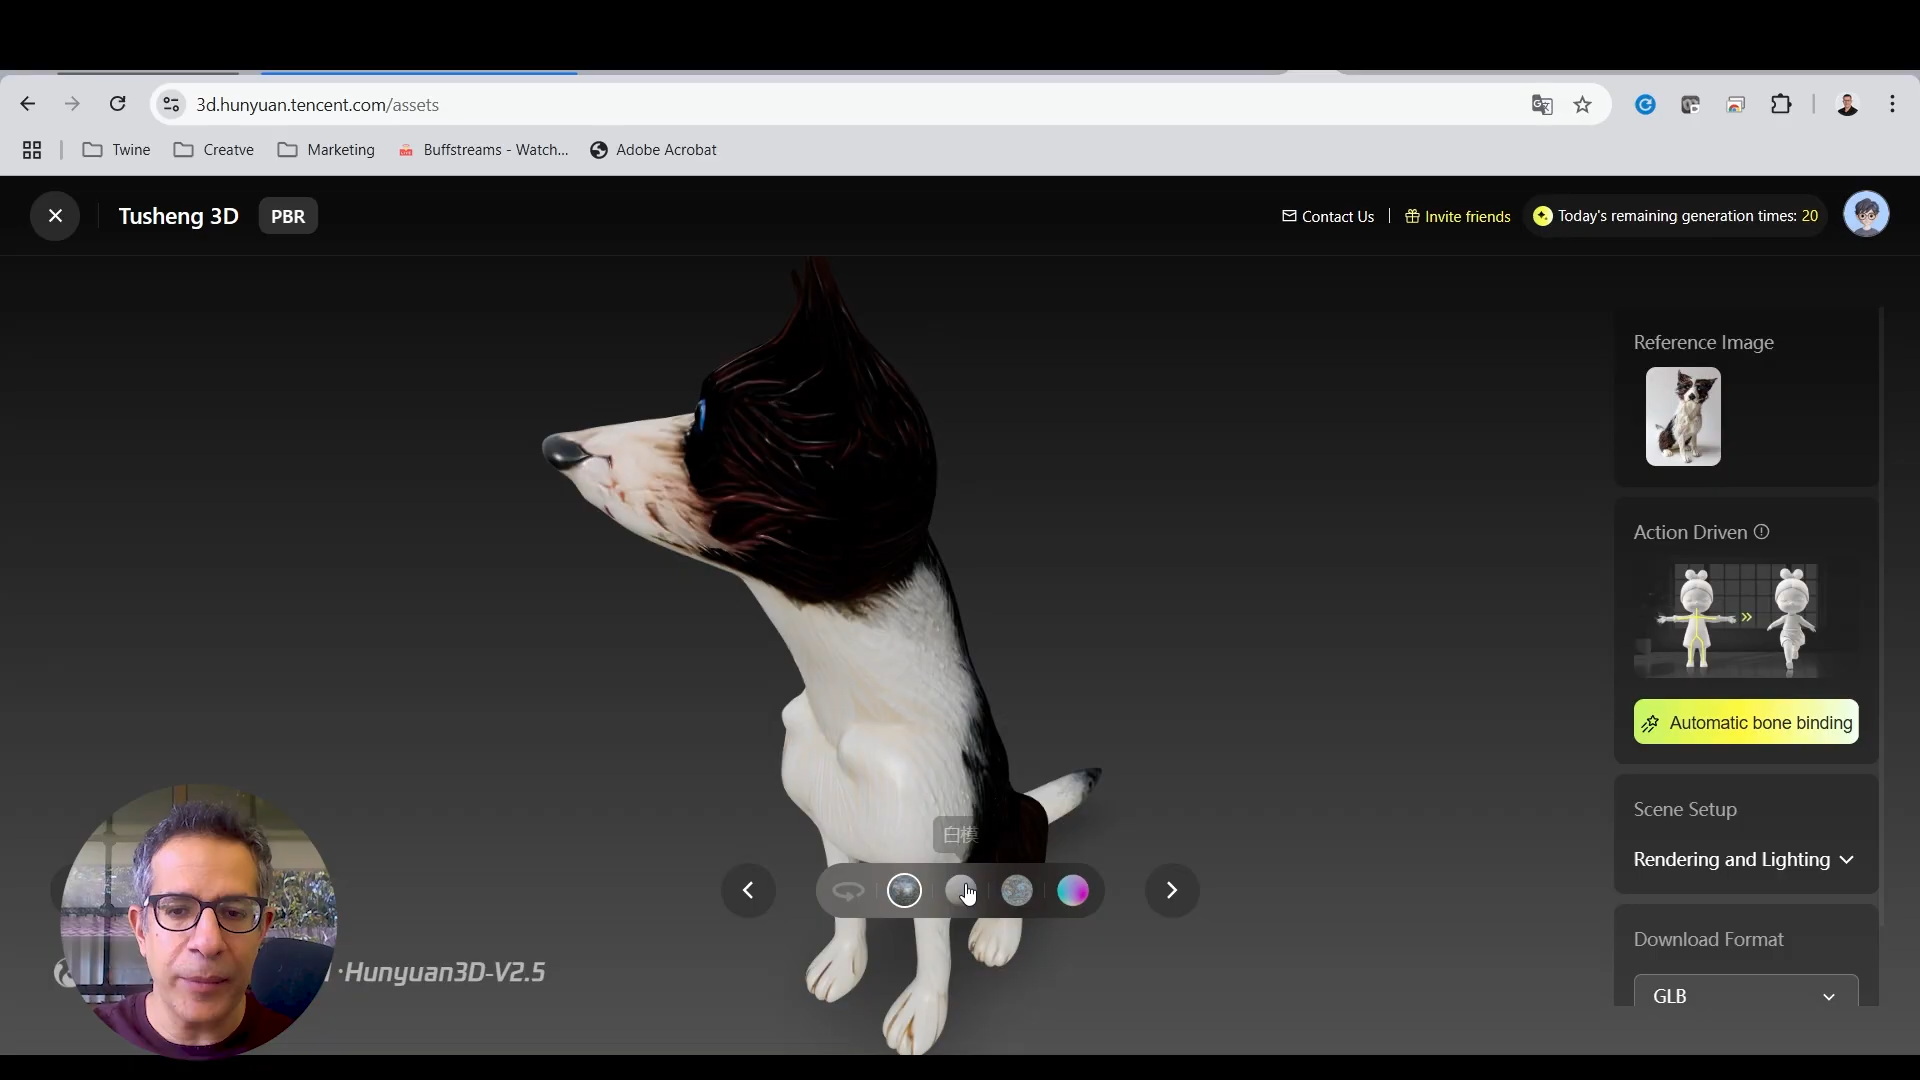 3d.hunyuan.tencent.com/assets
Twine
Creatve
Marketing
Buffstreams - Watch...
Adobe Acrobat
Tusheng 3D
PBR
Contact Us
Invite friends
Today's remaining generation times: 20
Reference Image
Action Driven
Automatic bone binding
Scene Setup
Rendering and Lighting
白模
·Hunyuan3D-V2.5
Download Format
GLB